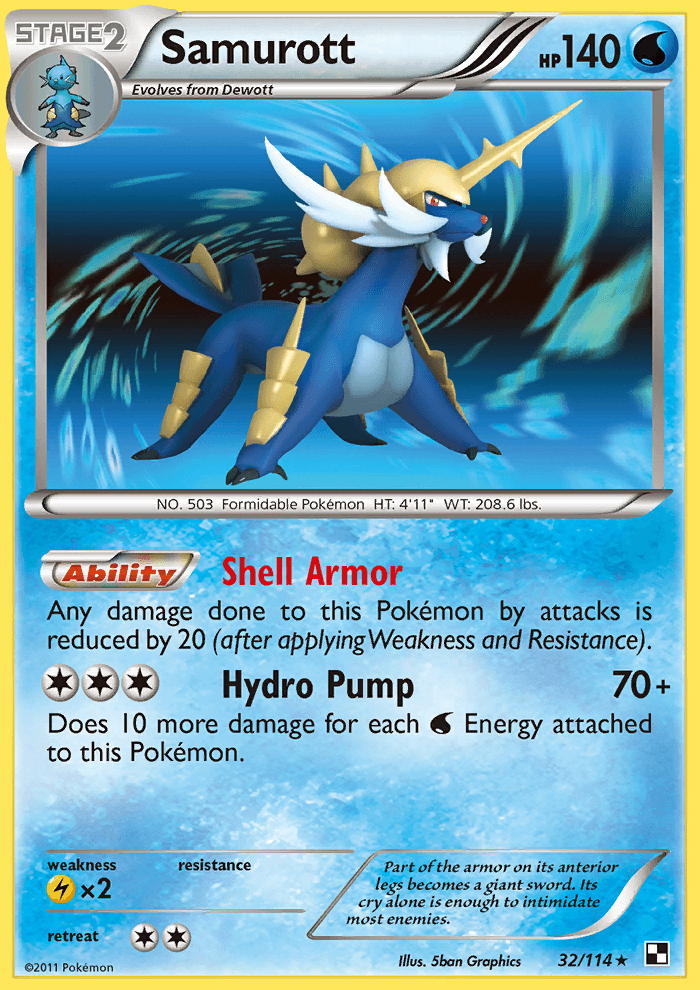 STAGE2
Samurott
HP140
Evolves from Dewott
NO. 503 Formidable Pokémon HT: 4'11" WT: 208.6 lbs.
Ability Shell Armor
Any damage done to this Pokémon by attacks is
reduced by 20 (after applying Weakness and Resistance).
Hydro Pump 70+
Does 10 more damage for each Energy attached
to this Pokémon.
weakness resistance
×2
retreat
Part of the armor on its anterior
legs becomes a giant sword. Its
cry alone is enough to intimidate
most enemies.
©2011 Pokémon
Illus. 5ban Graphics
32/114 ★